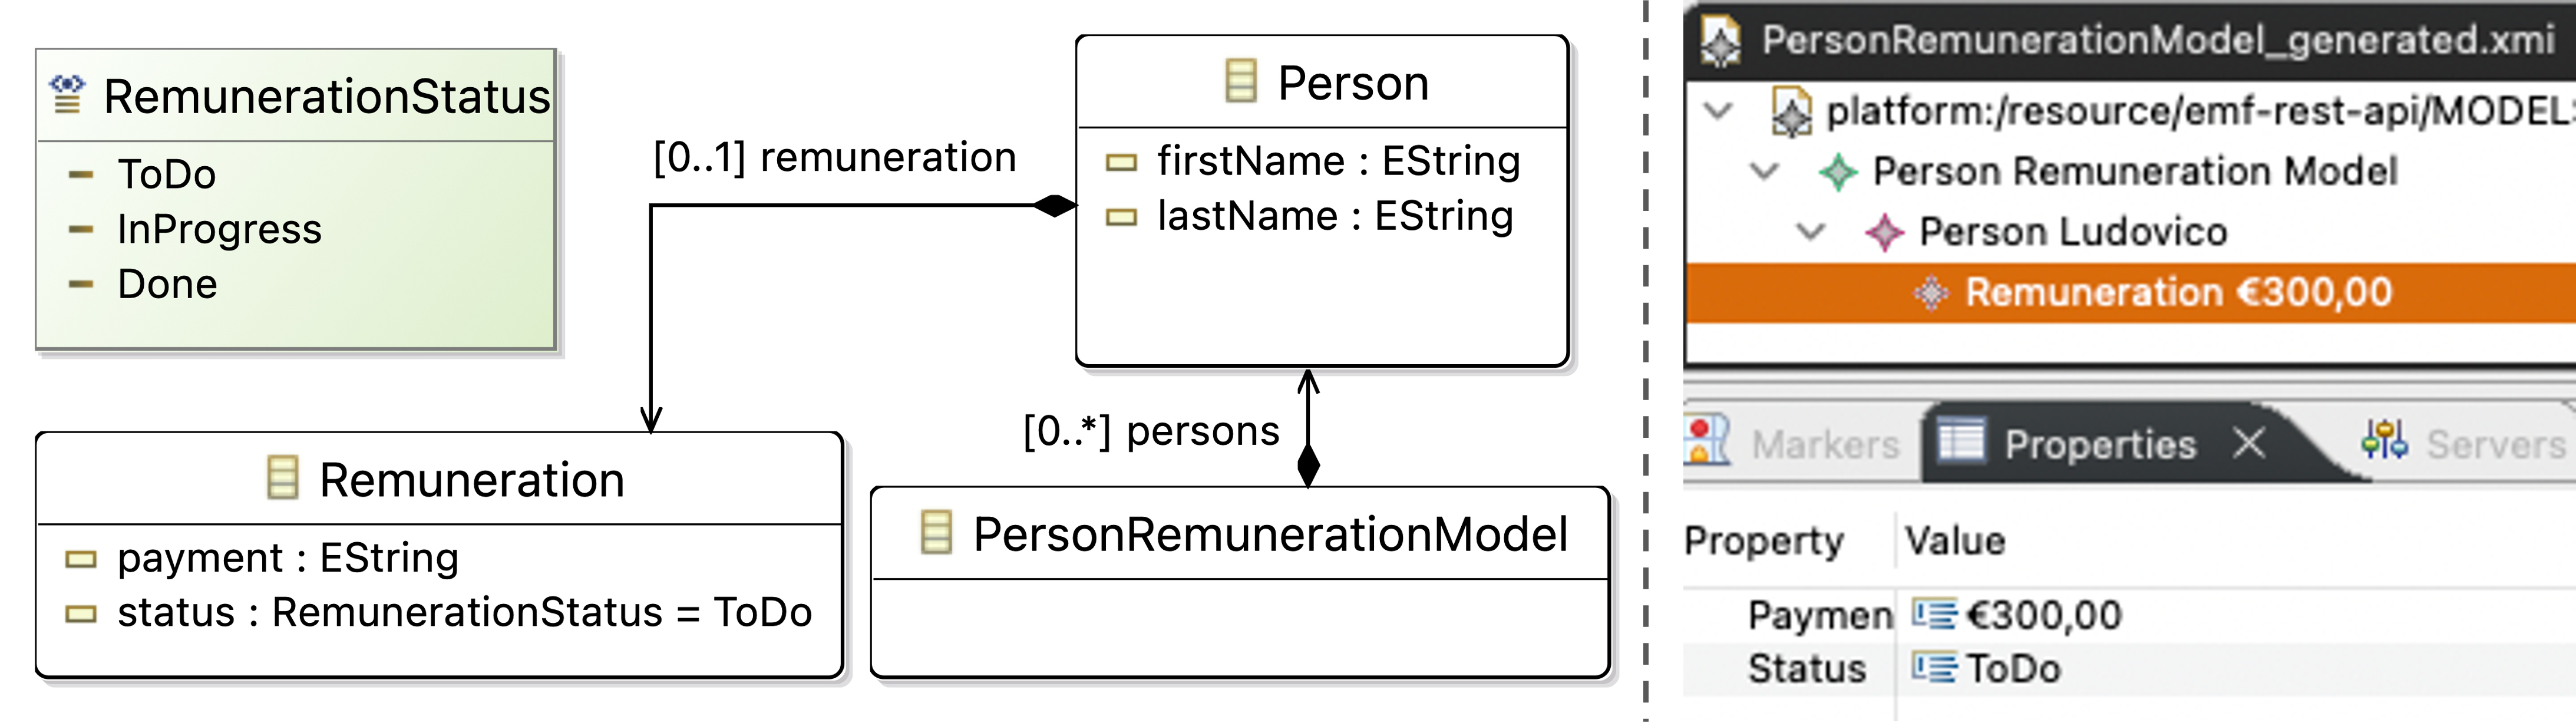 RemunerationStatus
ToDo
InProgress
Done
[0..1] remuneration
Person
firstName : EString
lastName : EString
Remuneration
payment : EString
status : RemunerationStatus = ToDo
[0..*] persons
PersonRemunerationModel
PersonRemunerationModel_generated.xmi
platform:/resource/emf-rest-api/MODEL
Person Remuneration Model
Person Ludovico
Remuneration €300,00
Markers Properties Servers
Property Value
Paymen €300,00
Status ToDo